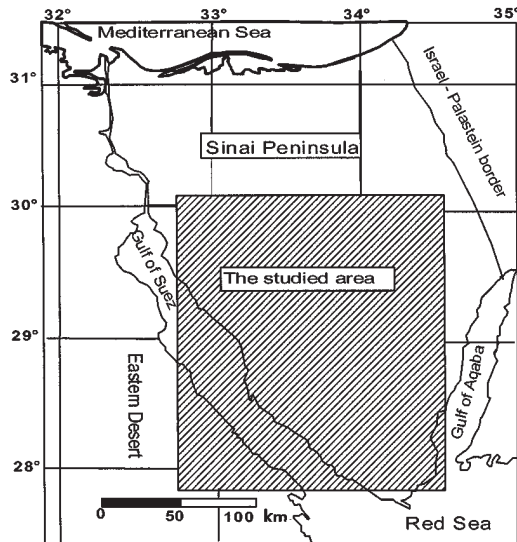 32° 33° 34° 35°
Mediterranean Sea
31°
Israel - Palastein border
Sinai Peninsula
30°
Gulf of Suez
The studied area
29°
Eastern Desert
Gulf of Aqaba
28°
0 50 100 km
Red Sea